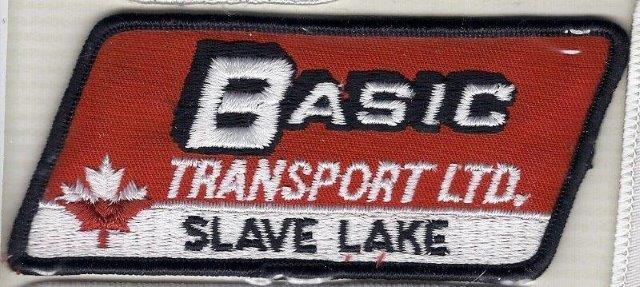 BASIC
TRANSPORT LTD.
SLAVE LAKE